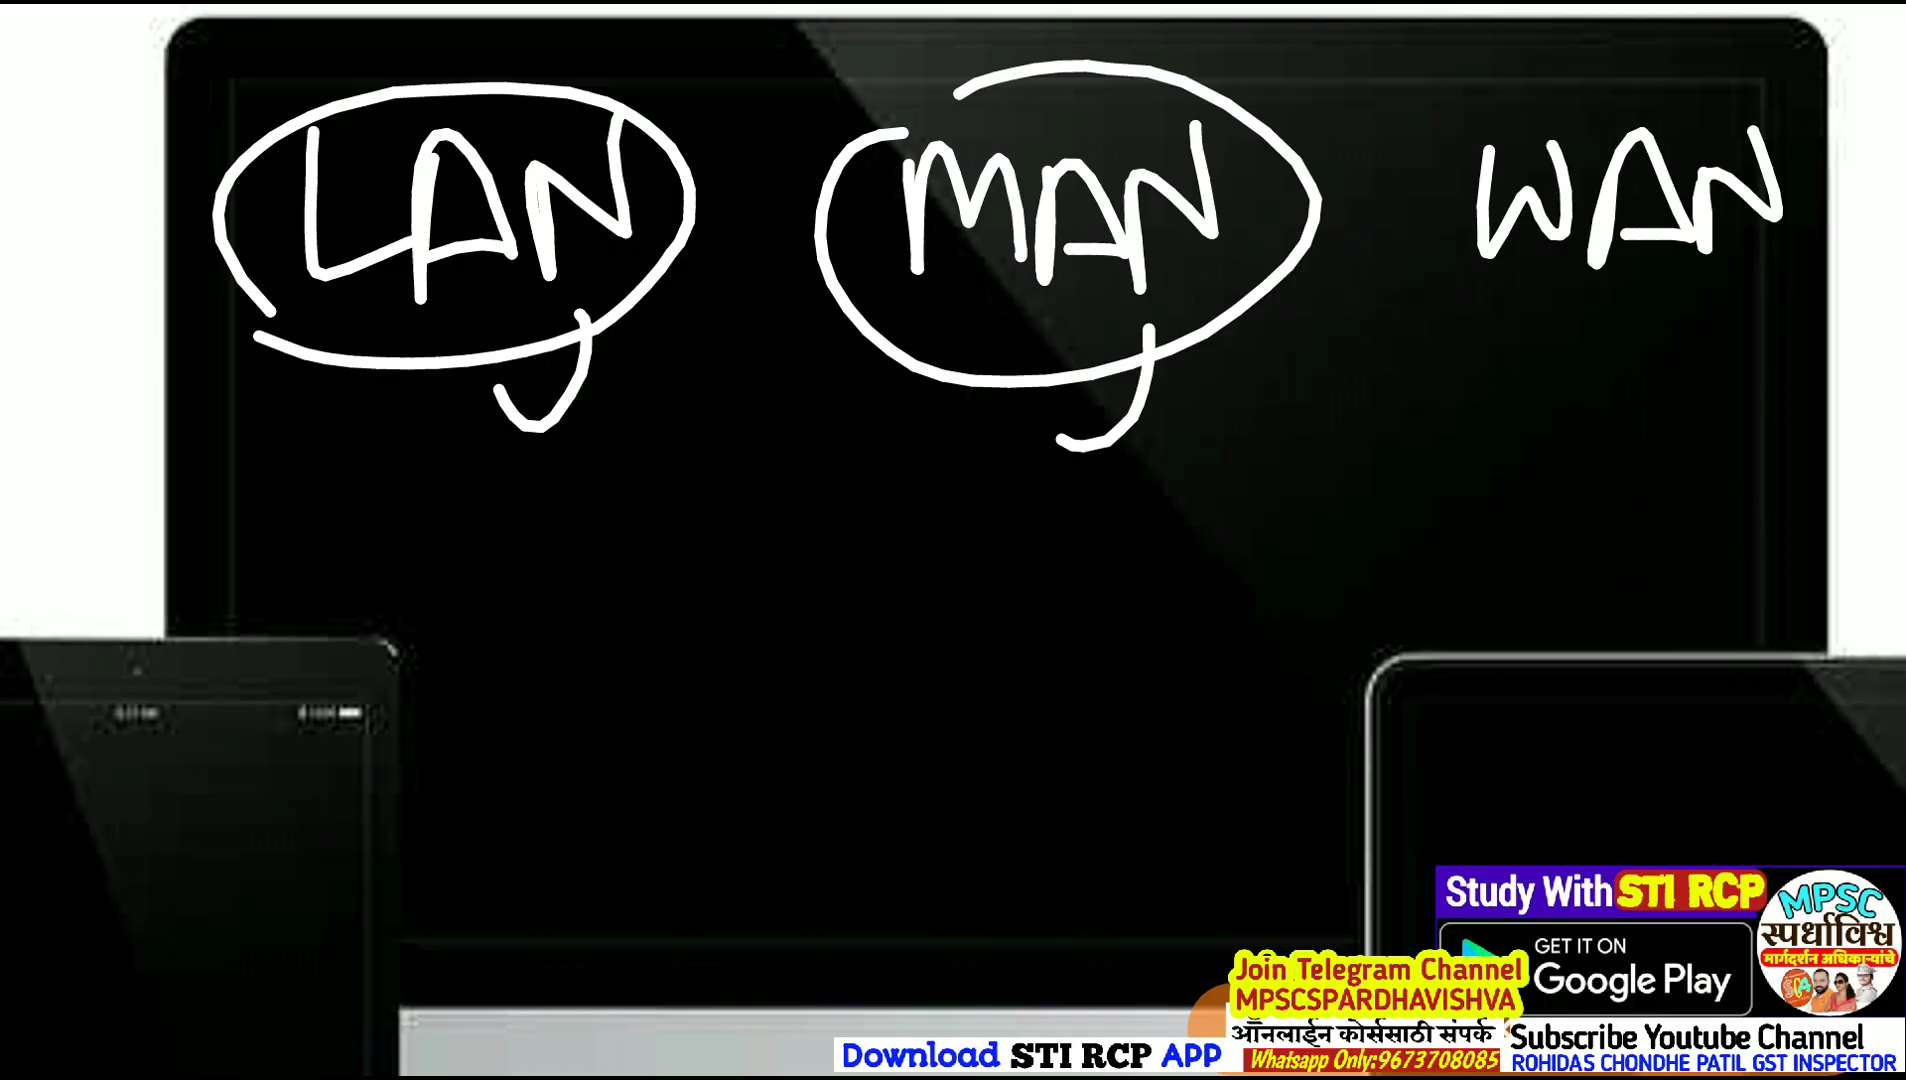 LAN MAN WAN
Study With STI RCP
MPSC
स्पर्धाविश्व
मार्गदर्शन अधिकाऱ्यांचे
GET IT ON
Google Play
Join Telegram Channel
MPSCSPARDHAVISHVA
ऑनलाईन कोर्ससाठी संपर्क
Whatsapp Only:9673708085
Download STI RCP APP
Subscribe Youtube Channel
ROHIDAS CHONDHE PATIL GST INSPECTOR